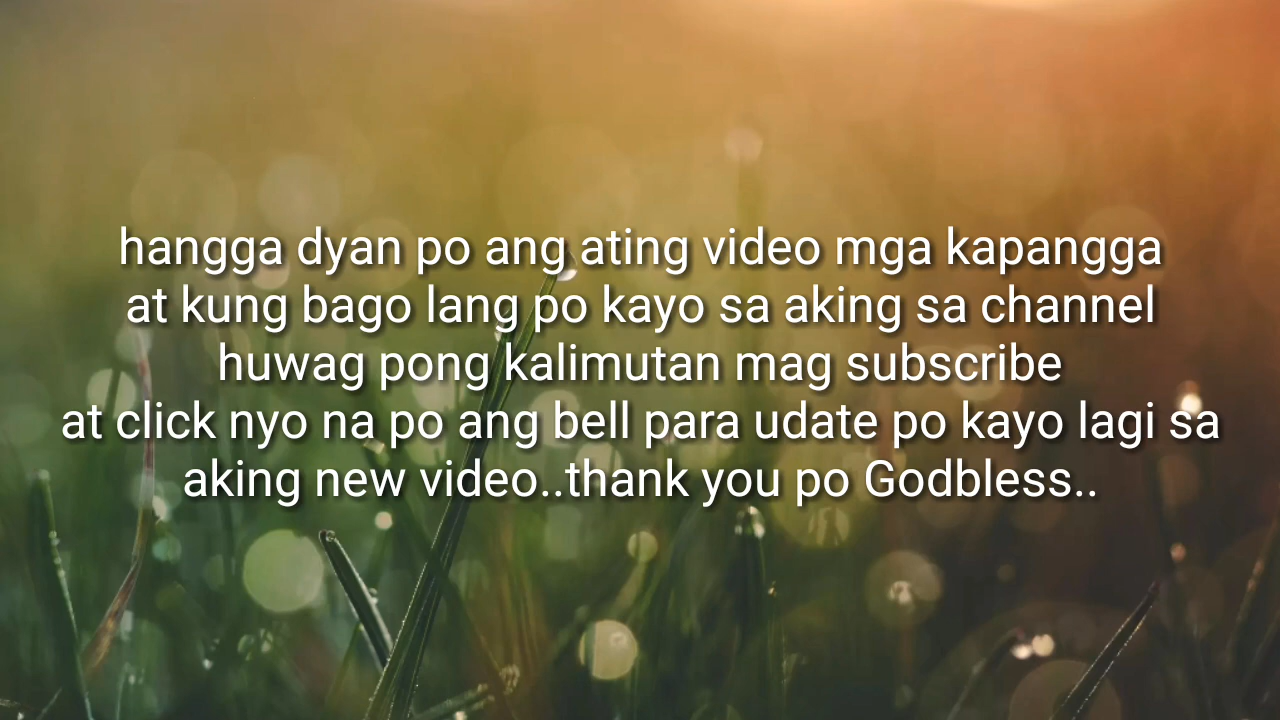 hangga dyan po ang ating video mga kapangga
at kung bago lang po kayo sa aking sa channel
huwag pong kalimutan mag subscribe
at click nyo na po ang bell para udate po kayo lagi sa
aking new video..thank you po Godbless..